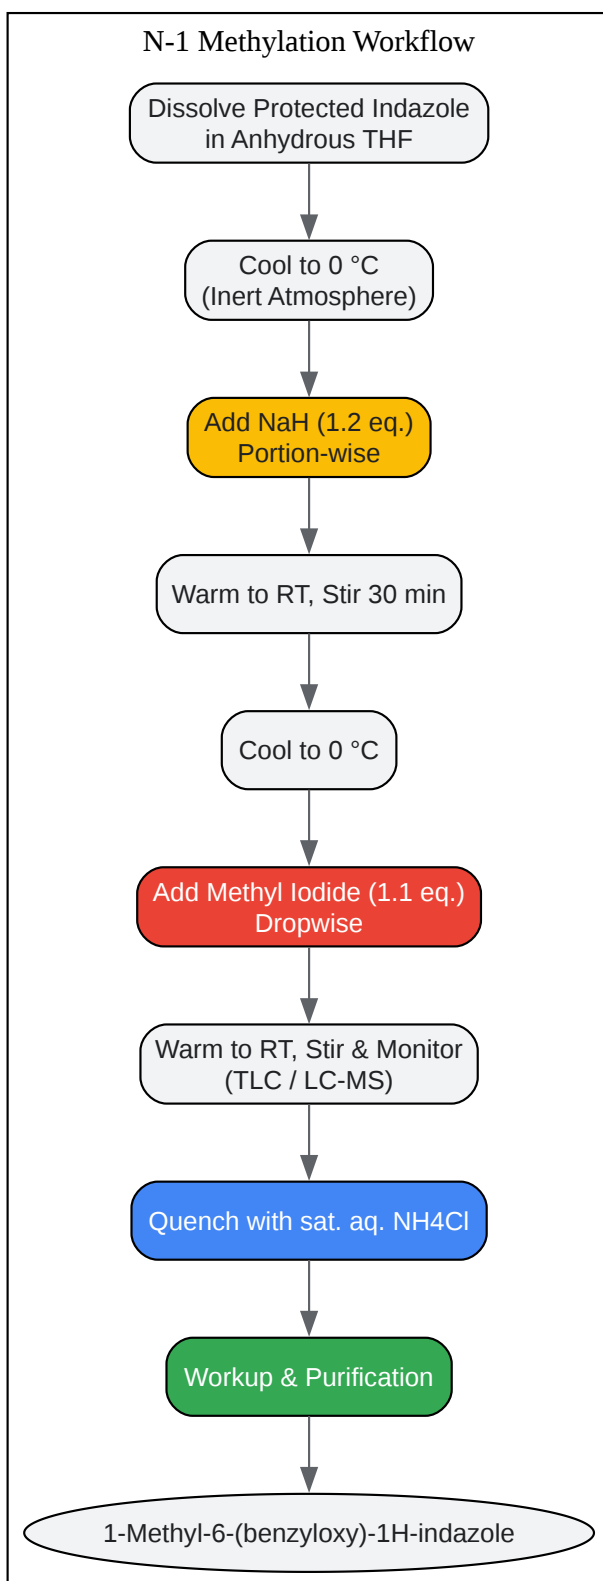 N-1 Methylation Workflow
Dissolve Protected Indazole
in Anhydrous THF
Cool to 0 °C
(Inert Atmosphere)
Add NaH (1.2 eq.)
Portion-wise
Warm to RT, Stir 30 min
Cool to 0 °C
Add Methyl Iodide (1.1 eq.)
Dropwise
Warm to RT, Stir & Monitor
(TLC / LC-MS)
Quench with sat. aq. NH4Cl
Workup & Purification
1-Methyl-6-(benzyloxy)-1H-indazole